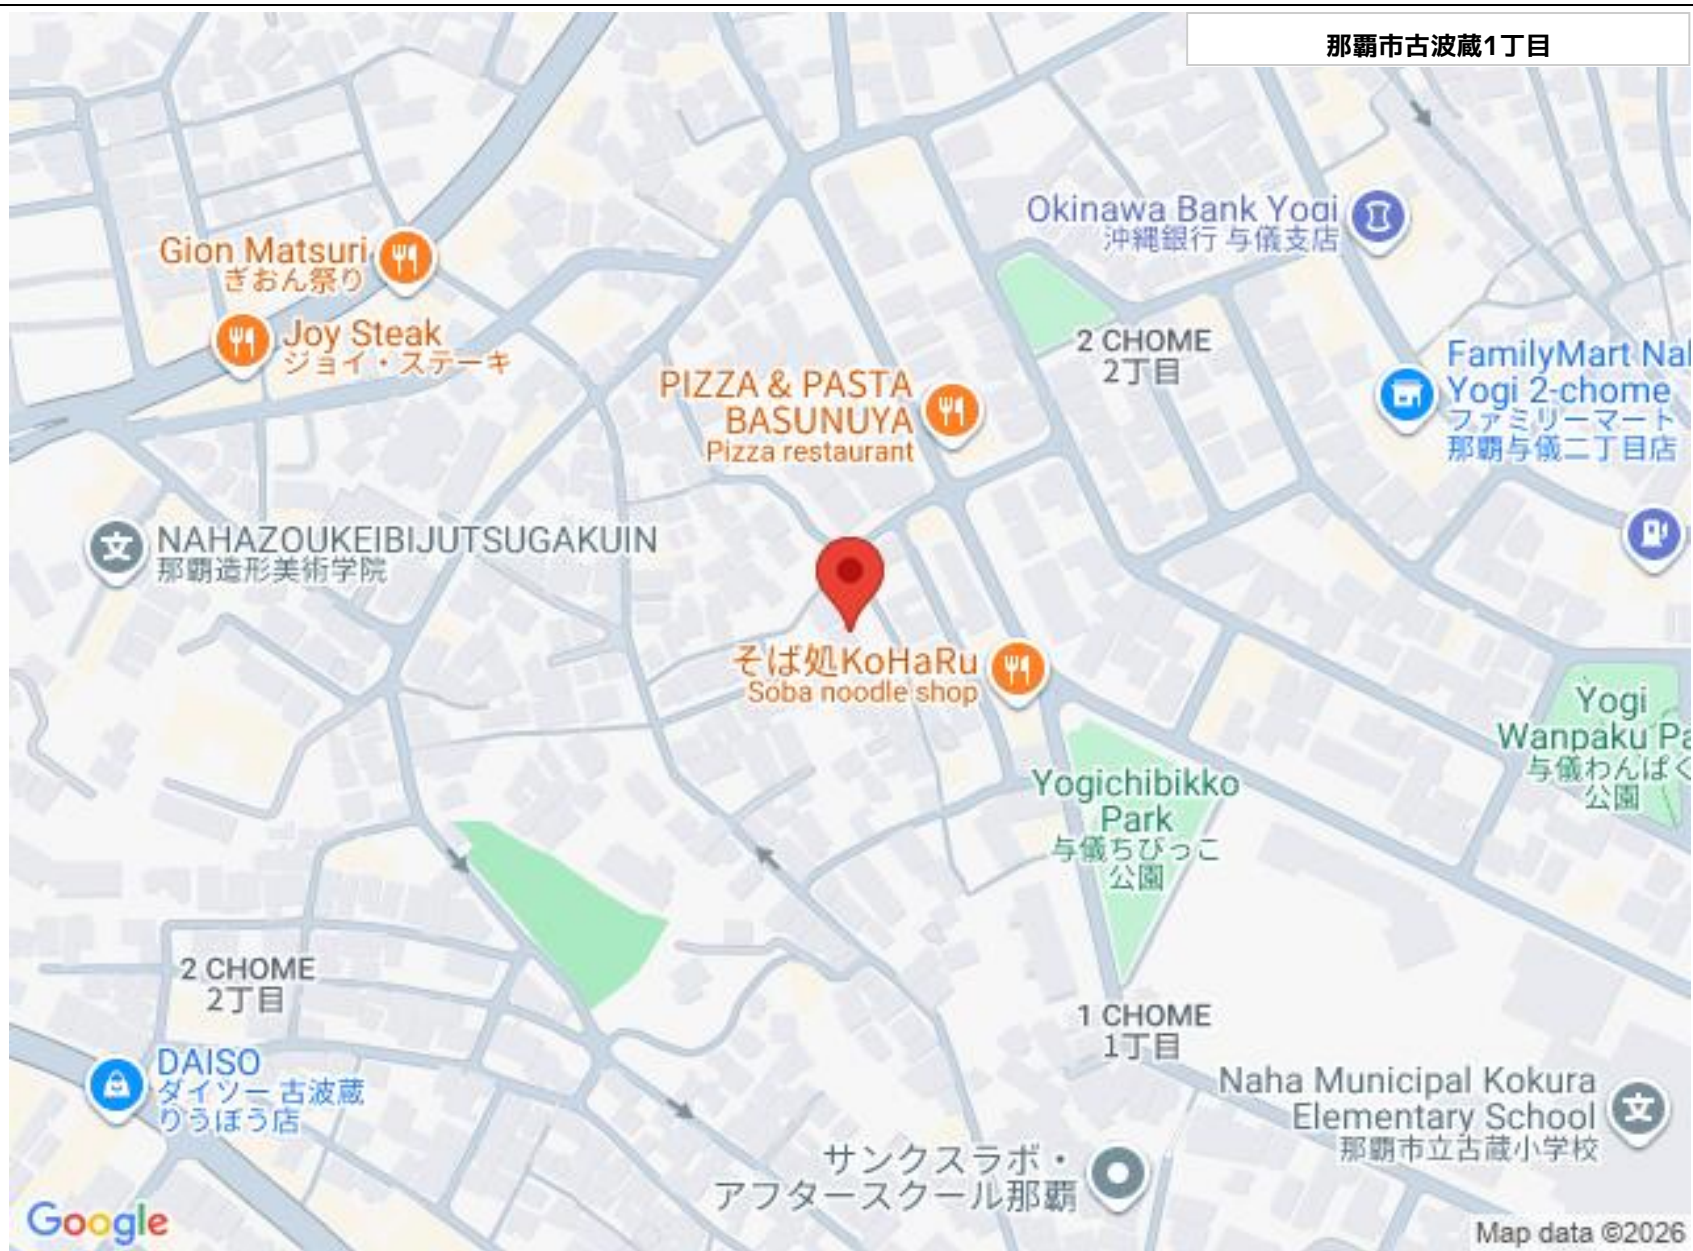 那覇市古波蔵1丁目
Okinawa Bank Yogi
沖縄銀行 与儀支店
Gion Matsuri
ぎおん祭り
Joy Steak
ジョイ・ステーキ
2 CHOME
2丁目
FamilyMart Nal
Yogi 2-chome
ファミリーマート
那覇与儀二丁目店
PIZZA & PASTA
BASUNUYA
Pizza restaurant
NAHAZOUKEIBIJUTSUGAKUIN
那覇造形美術学院
そば処KoHaRu
Soba noodle shop
Yogi
Wanpaku Pa
与儀わんぱく
公園
Yogichibikko
Park
与儀ちびっこ
公園
2 CHOME
2丁目
1 CHOME
1丁目
DAISO
ダイソー 古波蔵
りうぼう店
Naha Municipal Kokura
Elementary School
那覇市立古蔵小学校
サンクスラボ・
アフタースクール那覇
Google
Map data ©2026